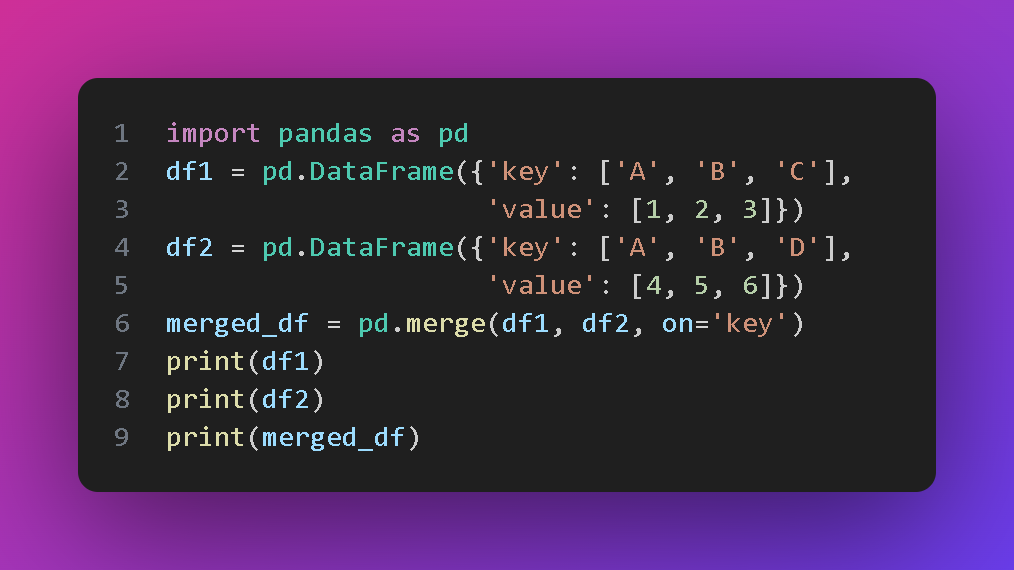 1 import pandas as pd
2 df1 = pd.DataFrame({'key': ['A', 'B', 'C'],
3                     'value': [1, 2, 3]})
4 df2 = pd.DataFrame({'key': ['A', 'B', 'D'],
5                     'value': [4, 5, 6]})
6 merged_df = pd.merge(df1, df2, on='key')
7 print(df1)
8 print(df2)
9 print(merged_df)